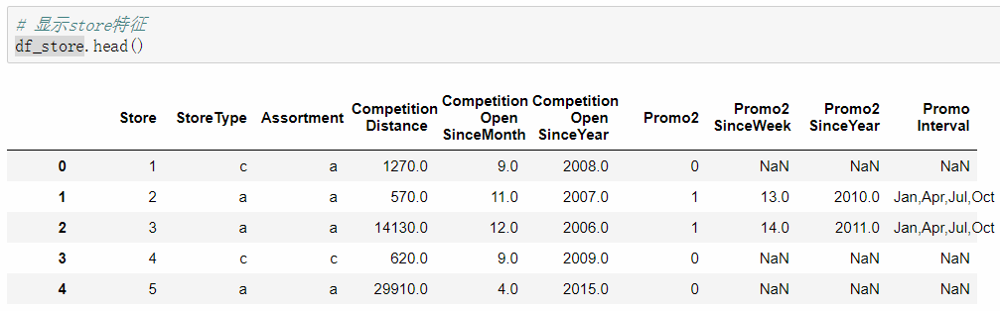 # 显示store特征
df_store.head()
Store StoreType Assortment Competition Distance Competition Open SinceMonth Competition Open SinceYear Promo2 Promo2 SinceWeek Promo2 SinceYear Promo Interval
0 1 c a 1270.0 9.0 2008.0 0 NaN NaN NaN
1 2 a a 570.0 11.0 2007.0 1 13.0 2010.0 Jan,Apr,Jul,Oct
2 3 a a 14130.0 12.0 2006.0 1 14.0 2011.0 Jan,Apr,Jul,Oct
3 4 c c 620.0 9.0 2009.0 0 NaN NaN NaN
4 5 a a 29910.0 4.0 2015.0 0 NaN NaN NaN